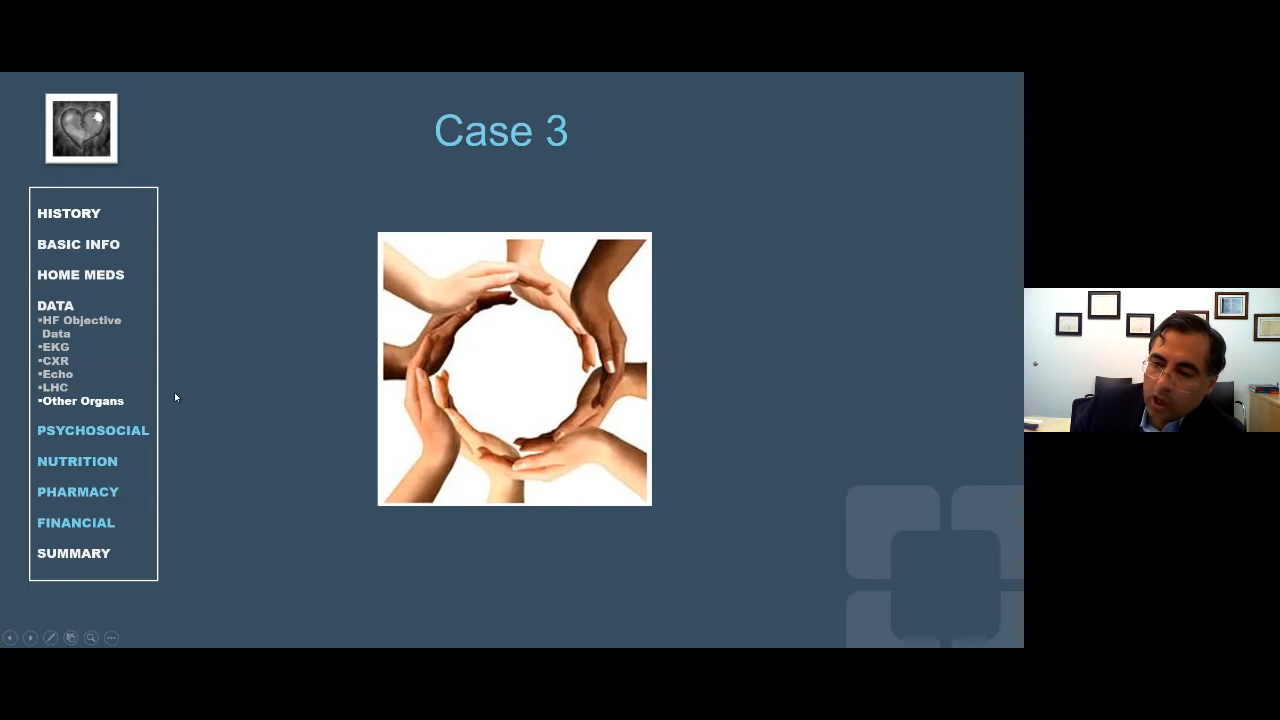 Case 3
HISTORY
BASIC INFO
HOME MEDS
DATA
▪HF Objective
Data
▪EKG
▪CXR
▪Echo
▪LHC
▪Other Organs
PSYCHOSOCIAL
NUTRITION
PHARMACY
FINANCIAL
SUMMARY